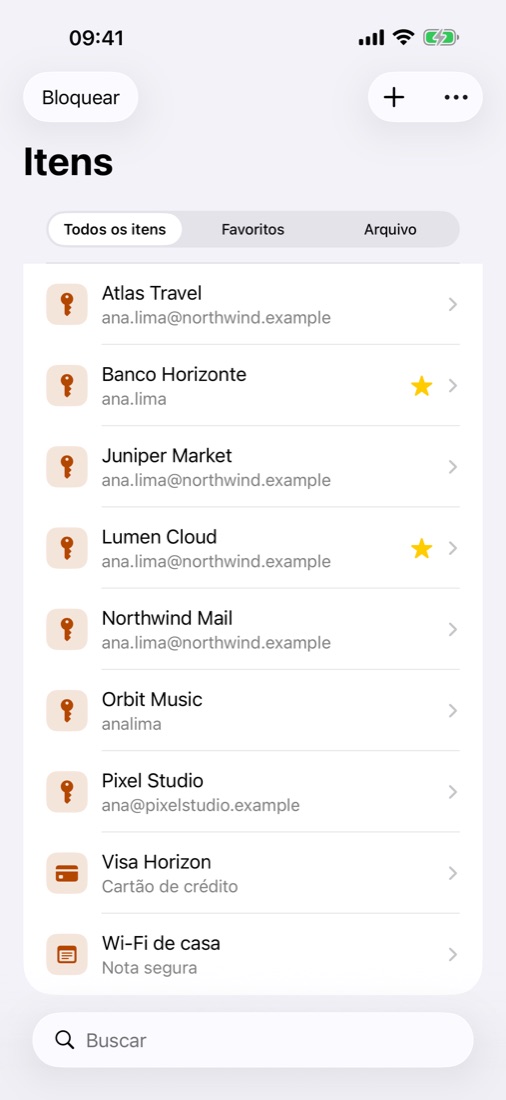 09:41
Bloquear
Itens
Todos os itens
Favoritos
Arquivo
Atlas Travel
ana.lima@northwind.example
Banco Horizonte
ana.lima
Juniper Market
ana.lima@northwind.example
Lumen Cloud
ana.lima@northwind.example
Northwind Mail
ana.lima@northwind.example
Orbit Music
analima
Pixel Studio
ana@pixelstudio.example
Visa Horizon
Cartão de crédito
Wi-Fi de casa
Nota segura
Buscar